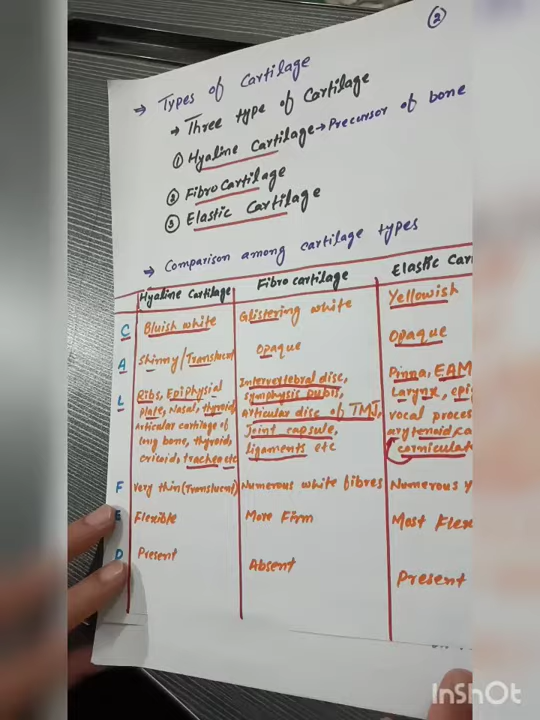 ②
→ Types of Cartilage
→ Three type of Cartilage
① Hyaline Cartilage → Precursor of bone
② Fibro Cartilage
③ Elastic Cartilage
→ Comparison among cartilage types
Hyaline Cartilage Fibro cartilage Elastic Car
C Bluish white Glistering white Yellowish
A Shinny/Translucent Opaque Opaque
L Ribs, Epiphysial Intervertebral disc, Pinna, EAM
Plate, Nasal, thyroid, symphysis pubis, Larynx, epi
articular cartilage of articular disc of TMJ, vocal proces
long bone, thyroid, Joint capsule, arytenoid, ca
cricoid, trachea etc ligaments etc (corniculate
F Very thin (Translucent) Numerous white fibres Numerous y
E Flexible More Firm Most Flex
D Present Absent Present
InShOt